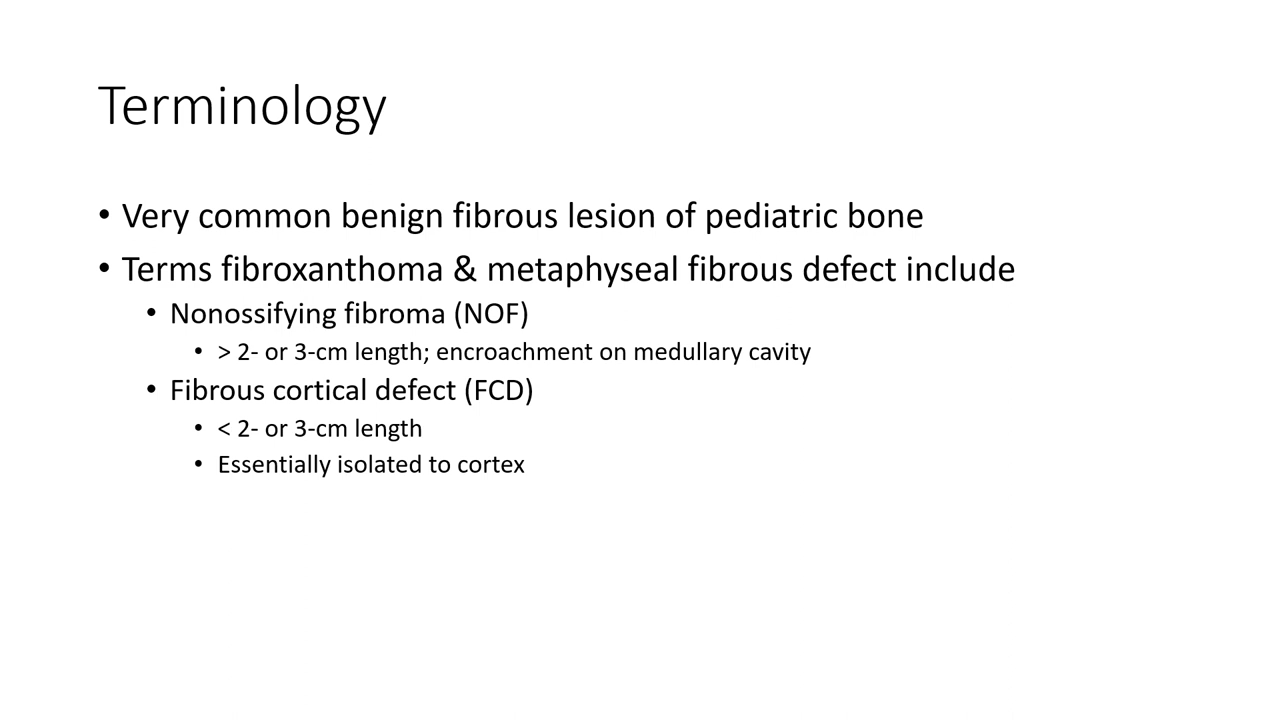 Terminology
• Very common benign fibrous lesion of pediatric bone
• Terms fibroxanthoma & metaphyseal fibrous defect include
• Nonossifying fibroma (NOF)
• > 2- or 3-cm length; encroachment on medullary cavity
• Fibrous cortical defect (FCD)
• < 2- or 3-cm length
• Essentially isolated to cortex